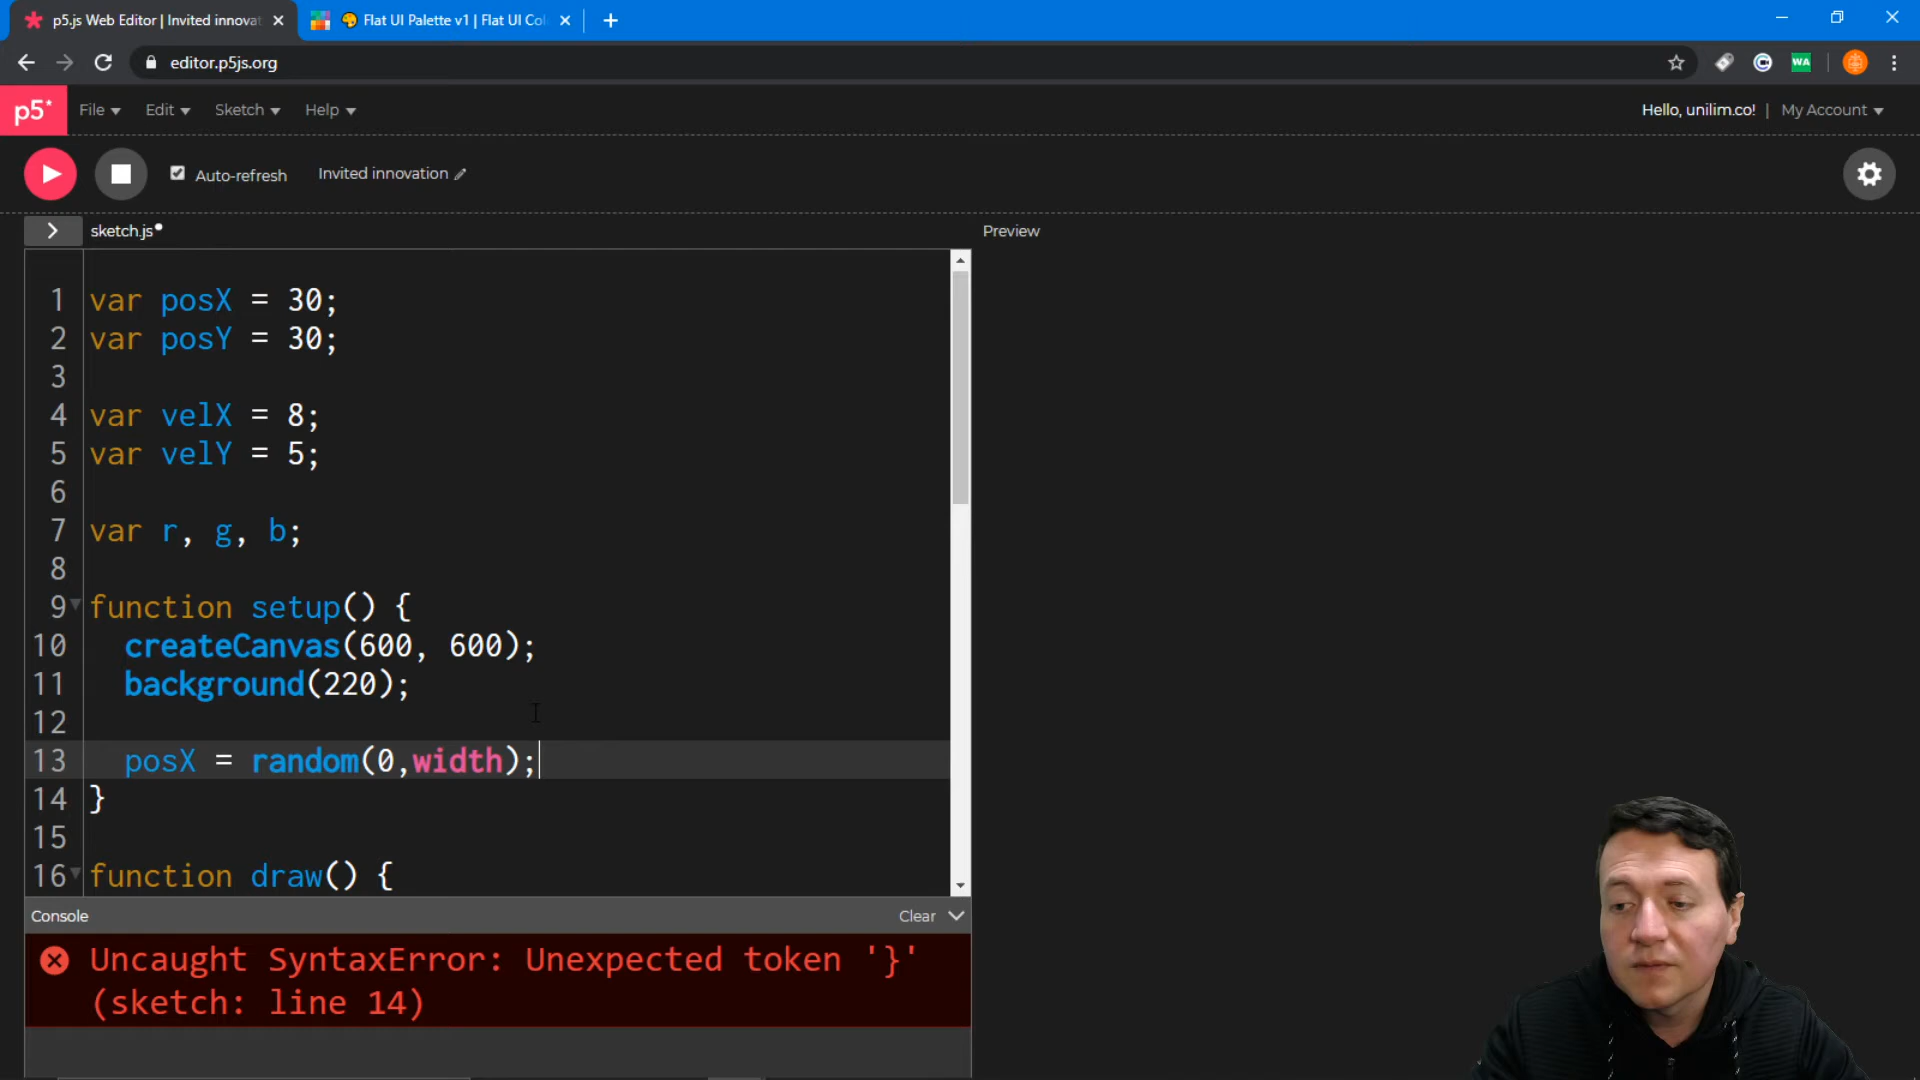 p5.js Web Editor | Invited innova
Flat UI Palette v1 | Flat UI Col
editor.p5js.org
WA
p5*
File
Edit
Sketch
Help
Hello, unilim.co! | My Account
Auto-refresh
Invited innovation
sketch.js
Preview
1 var posX = 30;
2 var posY = 30;
3
4 var velX = 8;
5 var velY = 5;
6
7 var r, g, b;
8
9 function setup() {
10 createCanvas(600, 600);
11 background(220);
12
13 posX = random(0,width);
14 }
15
16 function draw() {
Console
Clear
Uncaught SyntaxError: Unexpected token '}'
(sketch: line 14)